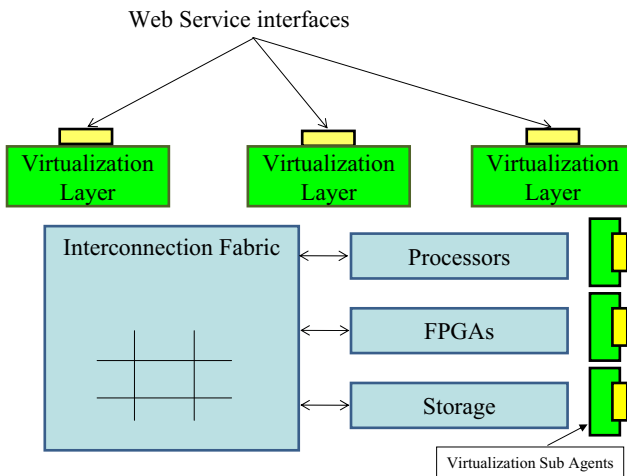 Web Service interfaces
Virtualization
Layer
Virtualization
Layer
Virtualization
Layer
Interconnection Fabric
Processors
FPGAs
Storage
Virtualization Sub Agents